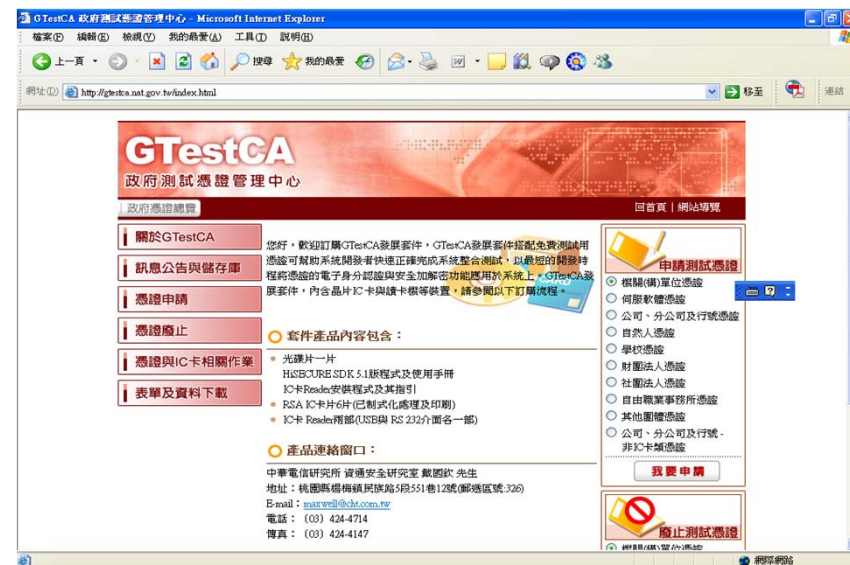 GTestCA 政府測試憑證管理中心 - Microsoft Internet Explorer
檔案(F) 編輯(E) 檢視(V) 我的最愛(A) 工具(T) 說明(H)
上一頁 搜尋 我的最愛
網址(D) http://gtestca.nat.gov.tw/index.html 移至 連結
GTestCA
政府測試憑證管理中心
政府憑證總覽 回首頁 | 網站導覽
關於GTestCA
訊息公告與儲存庫
憑證申請
憑證廢止
憑證與IC卡相關作業
表單及資料下載
您好,歡迎訂購GTestCA發展套件,GTestCA發展套件搭配免費測試用
憑證可幫助系統開發者快速正確完成系統整合測試,以最短的開發時
程將憑證的電子身分認證與安全加解密功能應用於系統上。GTestCA發
展套件,內含晶片IC卡與讀卡機等裝置,請參閱以下訂購流程。
套件產品內容包含:
光碟片一片
HiSECURE SDK 5.1版程式及使用手冊
IC卡Reader安裝程式及其指引
RSA IC卡片6片(已制式化處理及印刷)
IC卡 Reader兩部(USB與 RS 232介面各一部)
產品連絡窗口:
中華電信研究所 資通安全研究室 戴國欽 先生
地址:桃園縣楊梅鎮民族路5段551巷12號(郵遞區號:326)
E-mail:maxwell@cht.com.tw
電話: (03) 424-4714
傳真: (03) 424-4147
申請測試憑證
機關(構)單位憑證
伺服軟體憑證
公司、分公司及行號憑證
自然人憑證
學校憑證
財團法人憑證
社團法人憑證
自由職業事務所憑證
其他團體憑證
公司、分公司及行號 -
非IC卡類憑證
我要申請
廢止測試憑證
機關(構)單位憑證
網際網路